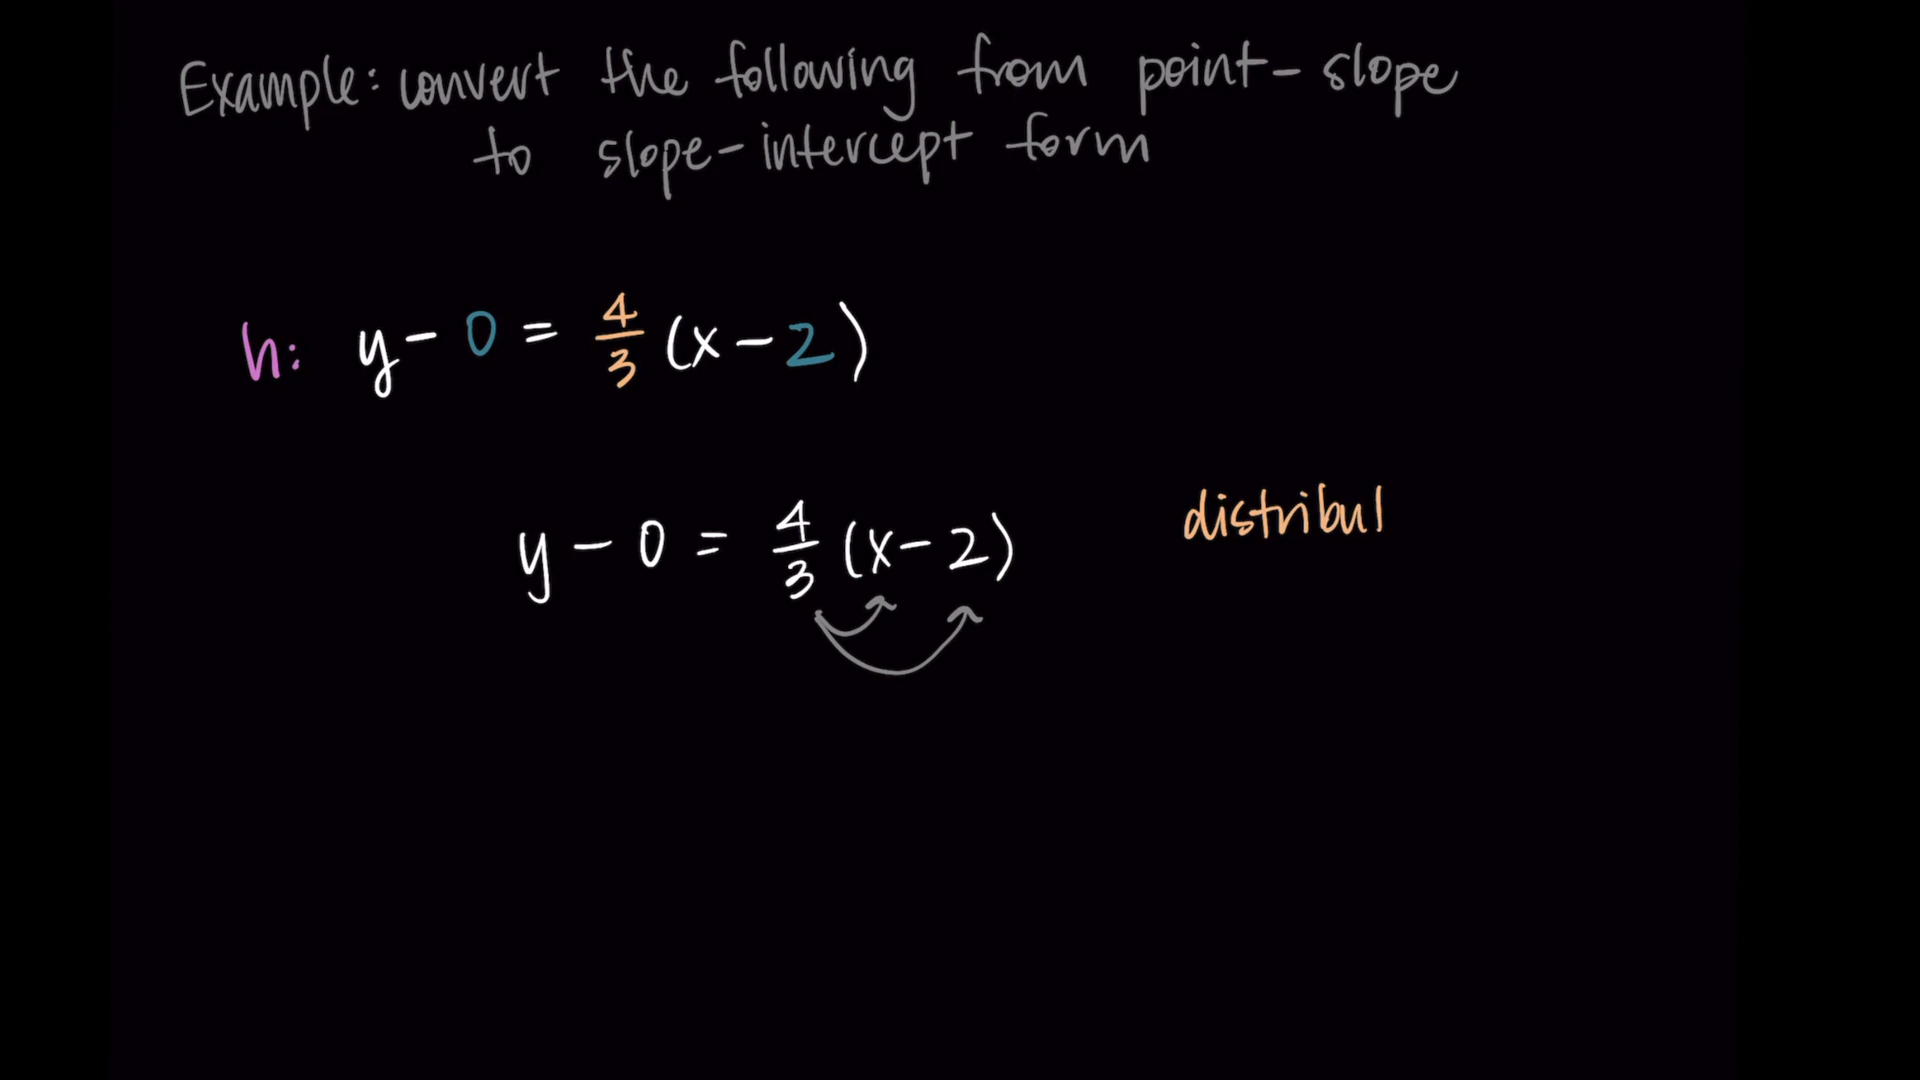 Example: convert the following from point-slope
to slope-intercept form
h: y - 0 = 4/3 (x - 2)
y - 0 = 4/3 (x - 2) distribul